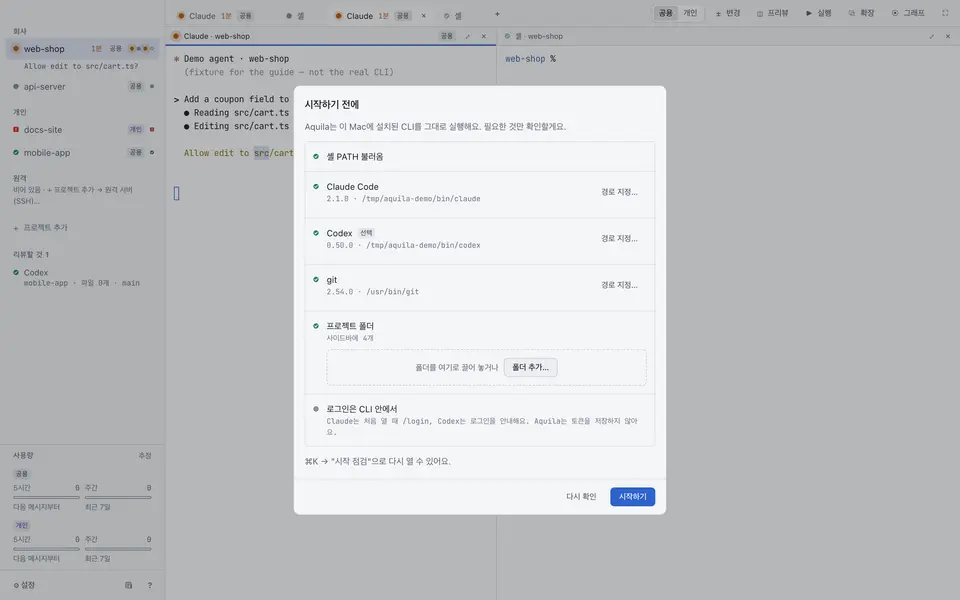 Claude 1분 공용
셸
Claude 1분 공용 ×
셸
+
공용 개인
변경
프리뷰
실행
확장
그래프
회사
web-shop 1분 공용
Allow edit to src/cart.ts?
api-server 공용
개인
docs-site 개인
mobile-app 공용
원격
비어 있음 · + 프로젝트 추가 → 원격 서버
(SSH)…
+ 프로젝트 추가
리뷰할 것 1
Codex
mobile-app · 파일 0개 · main
사용량 추정
공용
5시간 0 주간 0
다음 메시지부터 최근 7일
개인
5시간 0 주간 0
다음 메시지부터 최근 7일
설정
?
Claude · web-shop 공용
* Demo agent · web-shop
(fixture for the guide — not the real CLI)
> Add a coupon field to
● Reading src/cart.ts
● Editing src/cart.ts
Allow edit to src/cart
셸 · web-shop
web-shop %
시작하기 전에
Aquila는 이 Mac에 설치된 CLI를 그대로 실행해요. 필요한 것만 확인할게요.
셸 PATH 불러옴
Claude Code
2.1.0 · /tmp/aquila-demo/bin/claude
경로 지정…
Codex 선택
0.50.0 · /tmp/aquila-demo/bin/codex
경로 지정…
git
2.54.0 · /usr/bin/git
경로 지정…
프로젝트 폴더
사이드바에 4개
폴더를 여기로 끌어 놓거나 폴더 추가…
로그인은 CLI 안에서
Claude는 처음 열 때 /login, Codex는 로그인을 안내해요. Aquila는 토큰을 저장하지 않아
요.
⌘K → "시작 점검"으로 다시 열 수 있어요.
다시 확인 시작하기